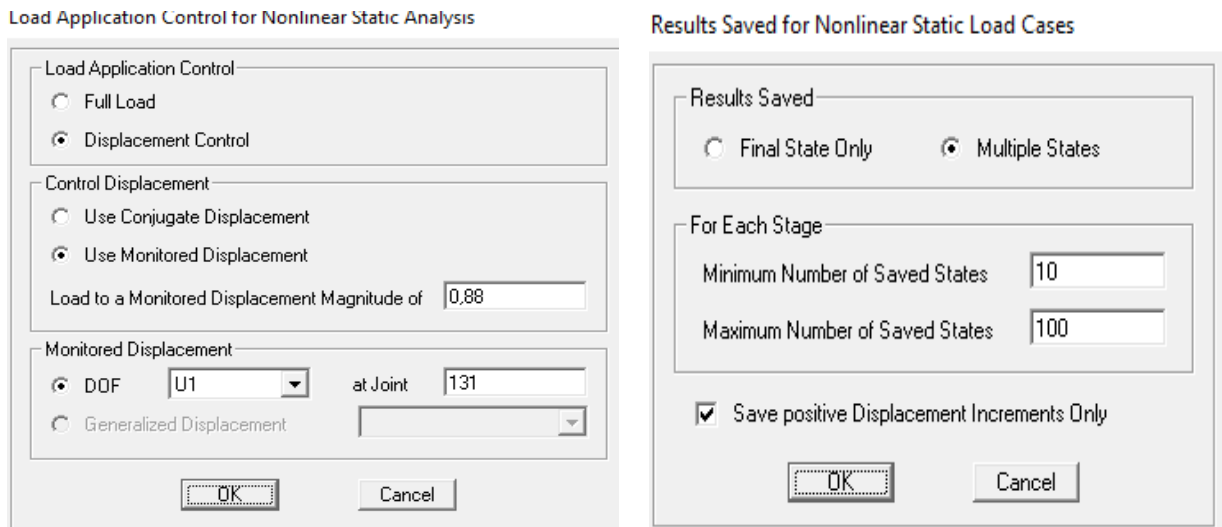 Load Application Control for Nonlinear Static Analysis
Load Application Control
Full Load
Displacement Control
Control Displacement
Use Conjugate Displacement
Use Monitored Displacement
Load to a Monitored Displacement Magnitude of 0,88
Monitored Displacement
DOF U1 at Joint 131
Generalized Displacement
OK Cancel
Results Saved for Nonlinear Static Load Cases
Results Saved
Final State Only Multiple States
For Each Stage
Minimum Number of Saved States 10
Maximum Number of Saved States 100
Save positive Displacement Increments Only
OK Cancel